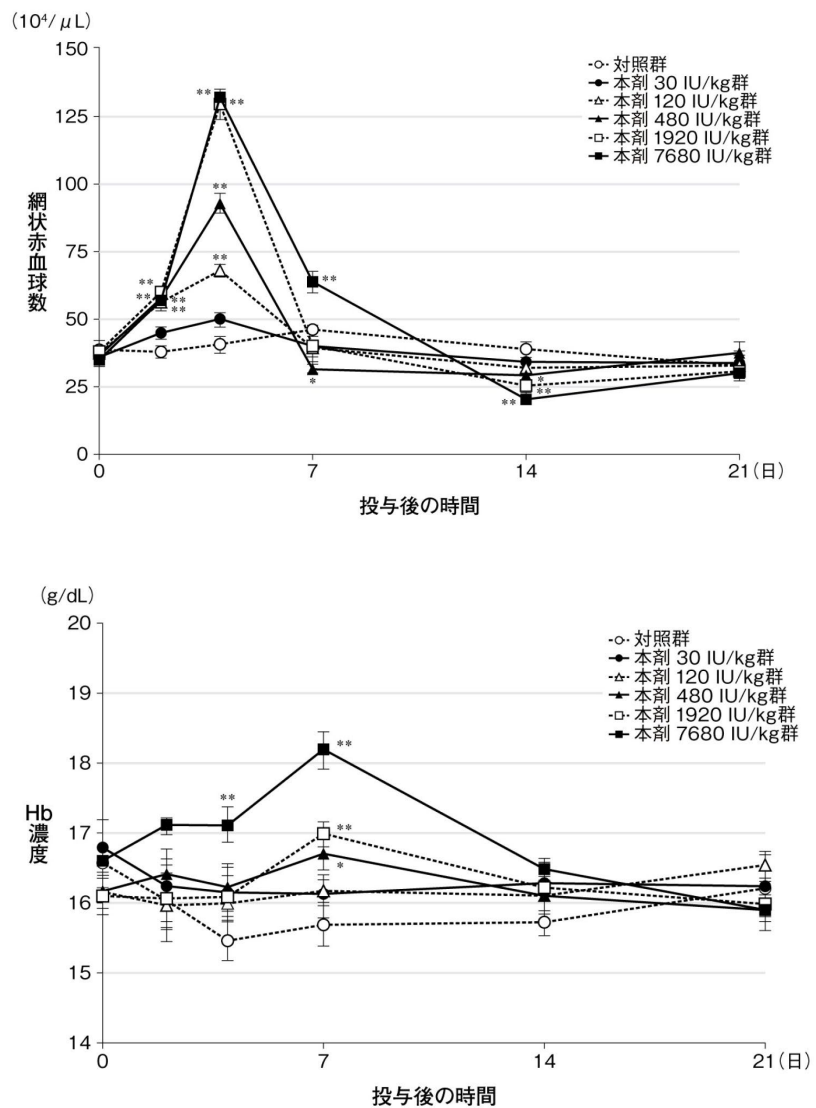 (10⁴/μL)
150
125
100
75
50
25
0
網状赤血球数
対照群
本剤 30 IU/kg群
本剤 120 IU/kg群
本剤 480 IU/kg群
本剤 1920 IU/kg群
本剤 7680 IU/kg群
** **
**
**
** **
** **
**
*
*
** **
0 7 14 21(日)
投与後の時間
(g/dL)
20
19
18
17
16
15
14
Hb濃度
対照群
本剤 30 IU/kg群
本剤 120 IU/kg群
本剤 480 IU/kg群
本剤 1920 IU/kg群
本剤 7680 IU/kg群
**
**
**
*
0 7 14 21(日)
投与後の時間